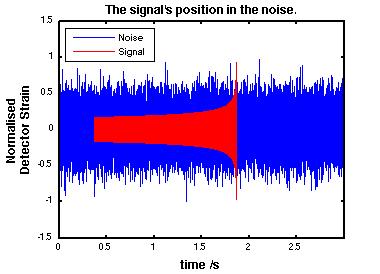 The signal's position in the noise.
1.5
Noise
Signal
1
0.5
0
-0.5
-1
-1.5
Normalised
Detector Strain
0 0.5 1 1.5 2 2.5
time /s